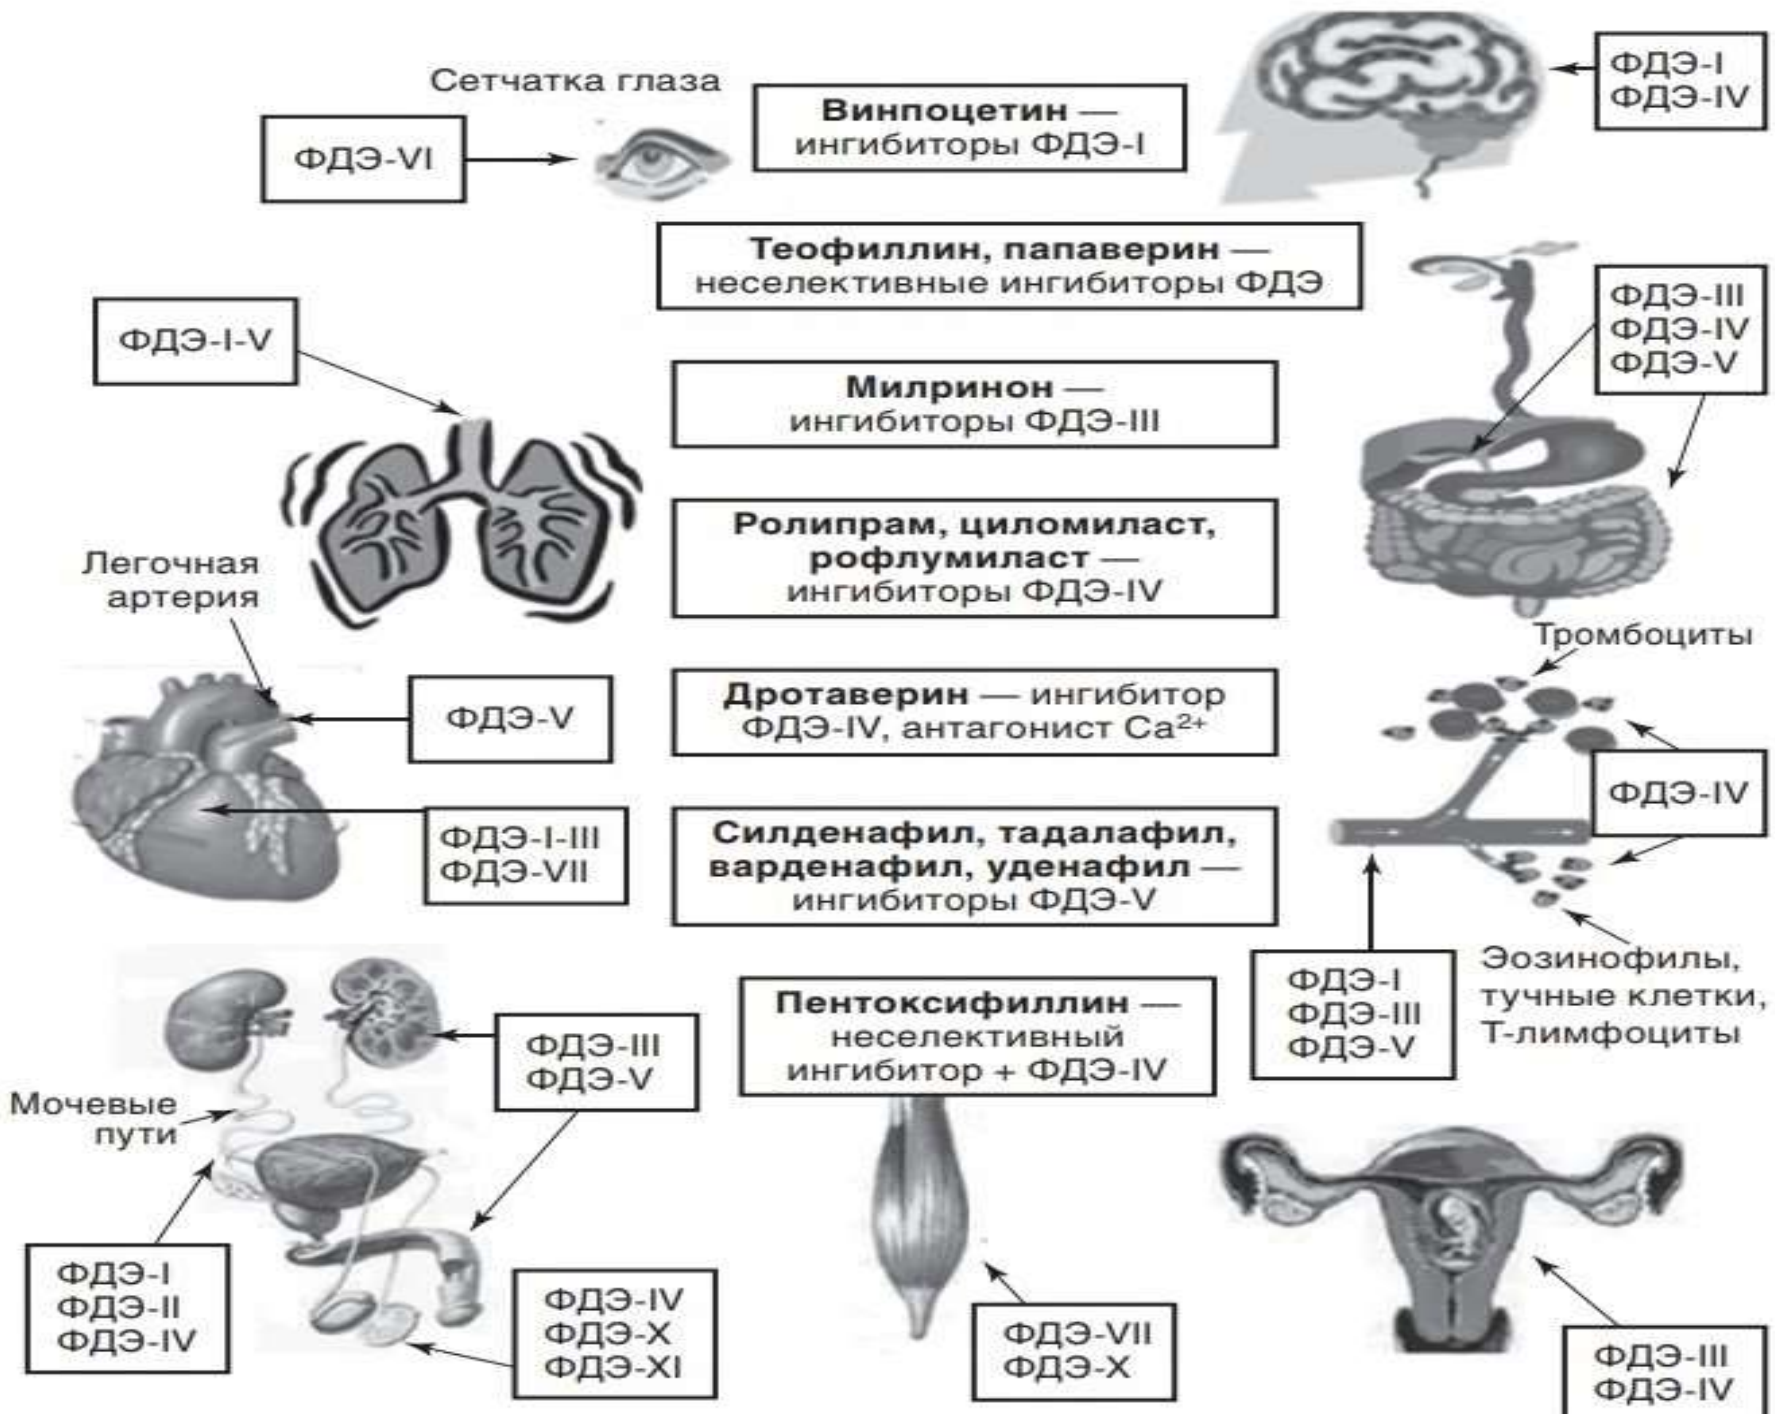 Сетчатка глаза
ФДЭ-VI
Винпоцетин —
ингибиторы ФДЭ-I
ФДЭ-I
ФДЭ-IV
Теофиллин, папаверин —
неселективные ингибиторы ФДЭ
ФДЭ-I-V
ФДЭ-III
ФДЭ-IV
ФДЭ-V
Милринон —
ингибиторы ФДЭ-III
Ролипрам, циломиласт,
рофлумиласт —
ингибиторы ФДЭ-IV
Легочная
артерия
Тромбоциты
ФДЭ-V
Дротаверин — ингибитор
ФДЭ-IV, антагонист Ca²⁺
ФДЭ-IV
ФДЭ-I-III
ФДЭ-VII
Силденафил, тадалафил,
варденафил, уденафил —
ингибиторы ФДЭ-V
ФДЭ-I
ФДЭ-III
ФДЭ-V
Эозинофилы,
тучные клетки,
Т-лимфоциты
Пентоксифиллин —
неселективный
ингибитор + ФДЭ-IV
ФДЭ-III
ФДЭ-V
Мочевые
пути
ФДЭ-I
ФДЭ-II
ФДЭ-IV
ФДЭ-IV
ФДЭ-X
ФДЭ-XI
ФДЭ-VII
ФДЭ-X
ФДЭ-III
ФДЭ-IV